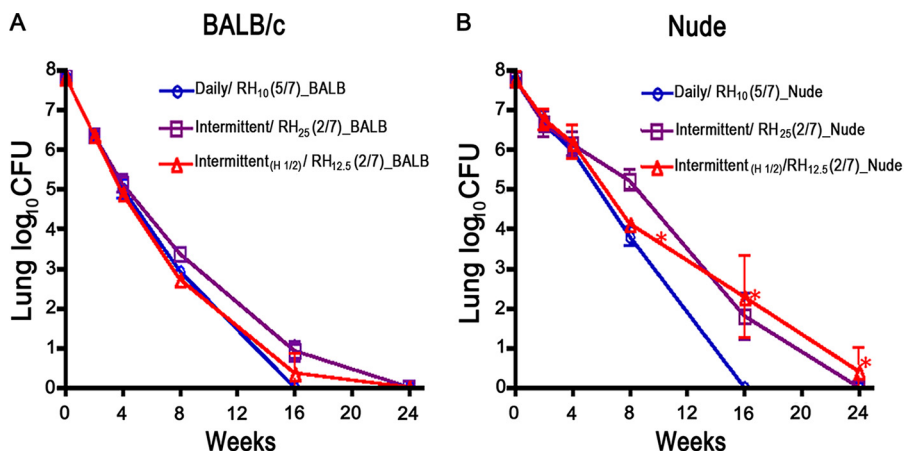 A
BALB/c
Lung log10CFU
8
7
6
5
4
3
2
1
0
0 4 8 12 16 20 24
Weeks
Daily/ RH10(5/7)_BALB
Intermittent/ RH25(2/7)_BALB
Intermittent(H 1/2)/ RH12.5(2/7)_BALB
B
Nude
Lung log10CFU
8
7
6
5
4
3
2
1
0
0 4 8 12 16 20 24
Weeks
Daily/ RH10(5/7)_Nude
Intermittent/ RH25(2/7)_Nude
Intermittent(H 1/2)/RH12.5(2/7)_Nude
*
*
*